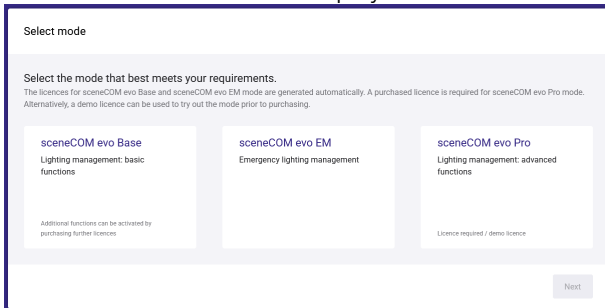 Select mode
Select the mode that best meets your requirements.
The licences for sceneCOM evo Base and sceneCOM evo EM mode are generated automatically. A purchased licence is required for sceneCOM evo Pro mode.
Alternatively, a demo licence can be used to try out the mode prior to purchasing.
sceneCOM evo Base
Lighting management: basic
functions
Additional functions can be activated by
purchasing further licences
sceneCOM evo EM
Emergency lighting management
sceneCOM evo Pro
Lighting management: advanced
functions
Licence required / demo licence
Next